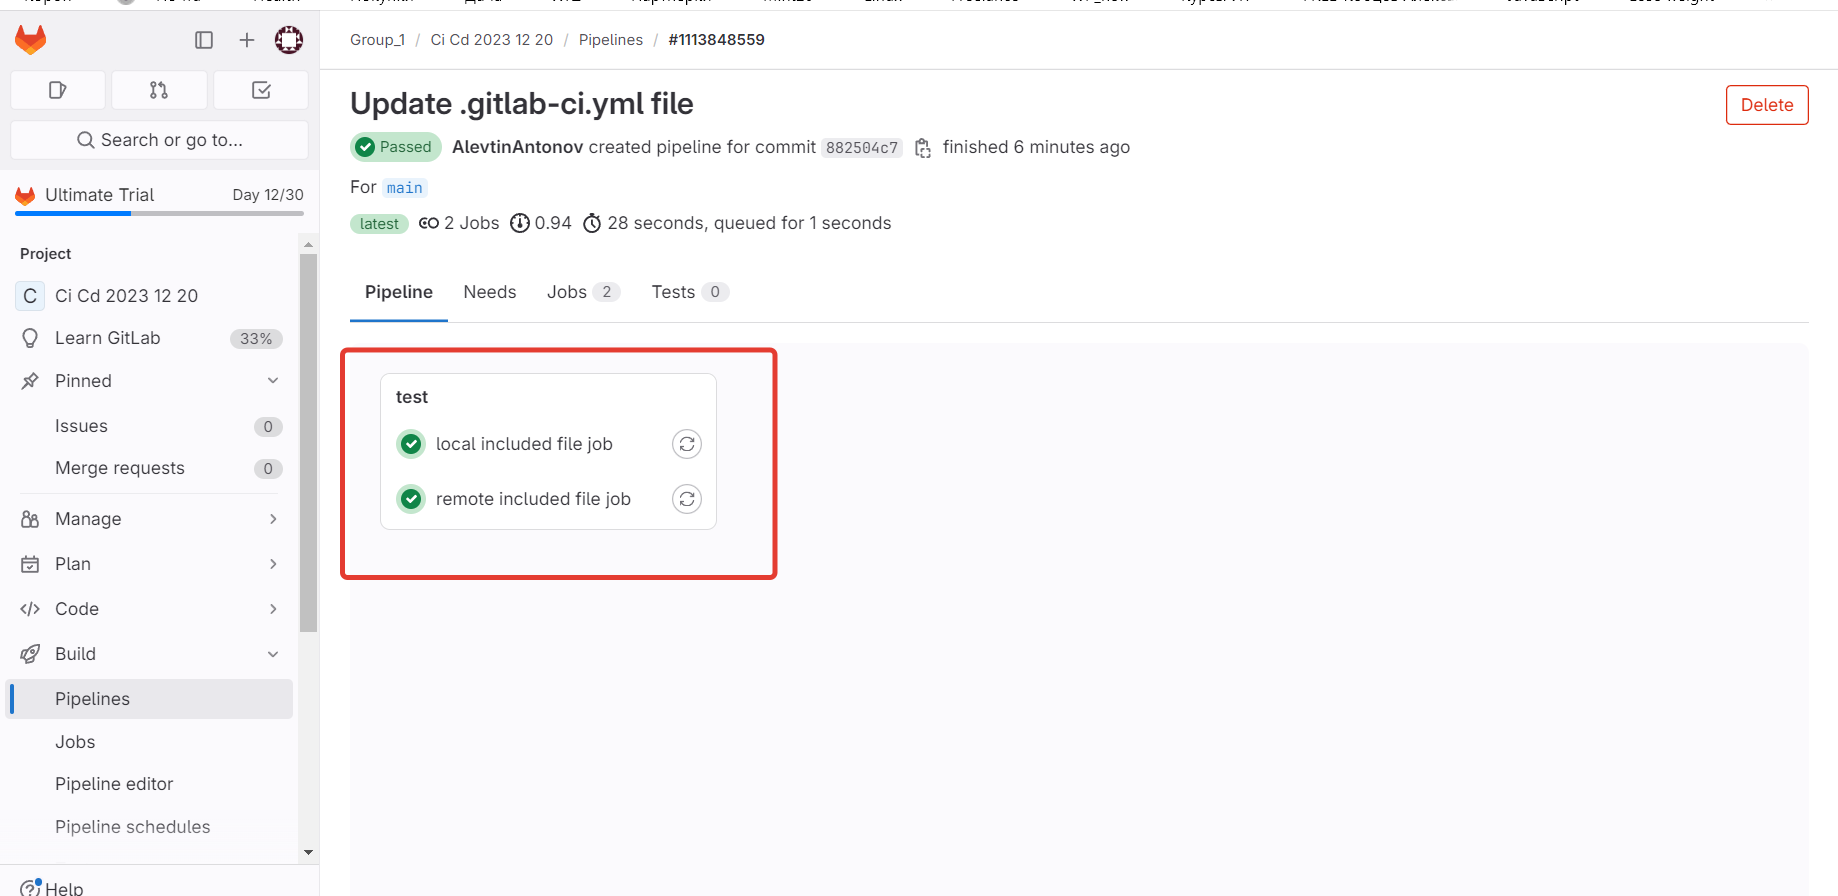 Group_1 / Ci Cd 2023 12 20 / Pipelines / #1113848559
Update .gitlab-ci.yml file
Delete
Passed AlevtinAntonov created pipeline for commit 882504c7 finished 6 minutes ago
For main
latest 2 Jobs 0.94 28 seconds, queued for 1 seconds
Pipeline Needs Jobs 2 Tests 0
test
local included file job
remote included file job
Search or go to...
Ultimate Trial Day 12/30
Project
C Ci Cd 2023 12 20
Learn GitLab 33%
Pinned
Issues 0
Merge requests 0
Manage
Plan
Code
Build
Pipelines
Jobs
Pipeline editor
Pipeline schedules
Help